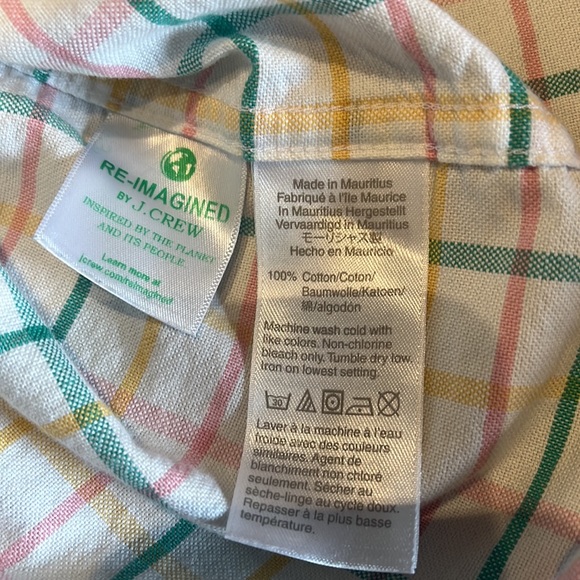 RE-IMAGINED
BY J.CREW
INSPIRED BY THE PLANET
AND ITS PEOPLE.
Learn more at
jcrew.com/reimagined
Made in Mauritius
Fabriqué à l'île Maurice
In Mauritius Hergestellt
Vervaardigd in Mauritius
モーリシャス製
Hecho en Mauricio
100% Cotton/Coton/
Baumwolle/Katoen/
綿/algodón
Machine wash cold with
like colors. Non-chlorine
bleach only. Tumble dry low.
Iron on lowest setting.
30
Laver à la machine à l'eau
froide avec des couleurs
similaires. Agent de
blanchiment non chloré
seulement. Sécher au
sèche-linge au cycle doux.
Repasser à la plus basse
température.